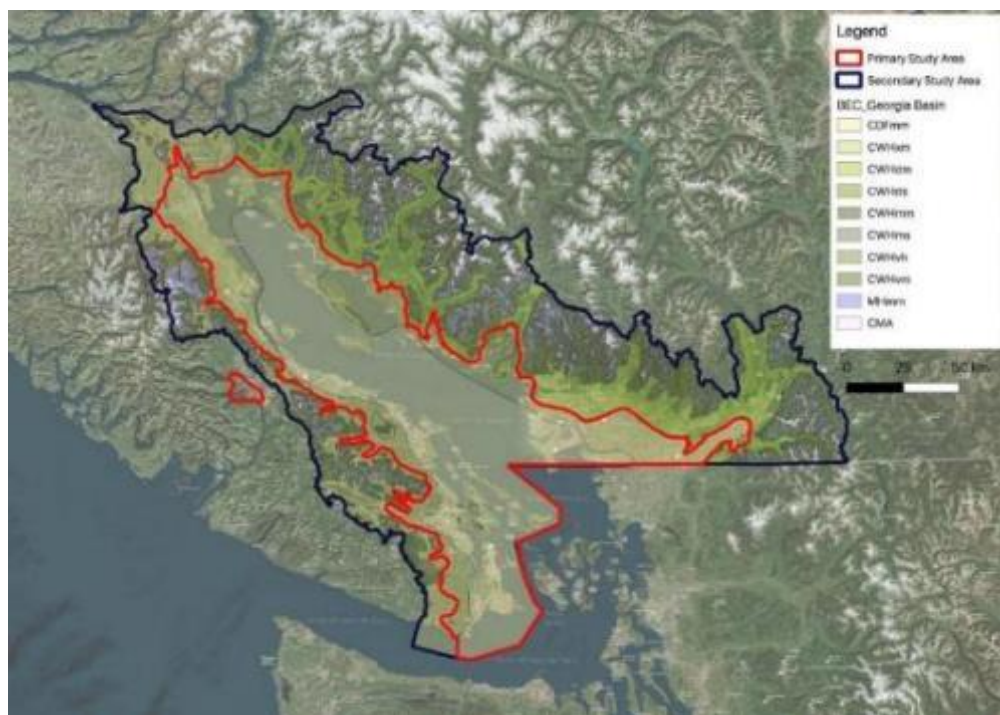 Legend
Primary Study Area
Secondary Study Area
BEC_Georgia Basin
CDFmm
CWHxm
CWHdm
CWHds
CWHmm
CWHms
CWHvh
CWHvm
MHmm
CMA
0 25 50 km